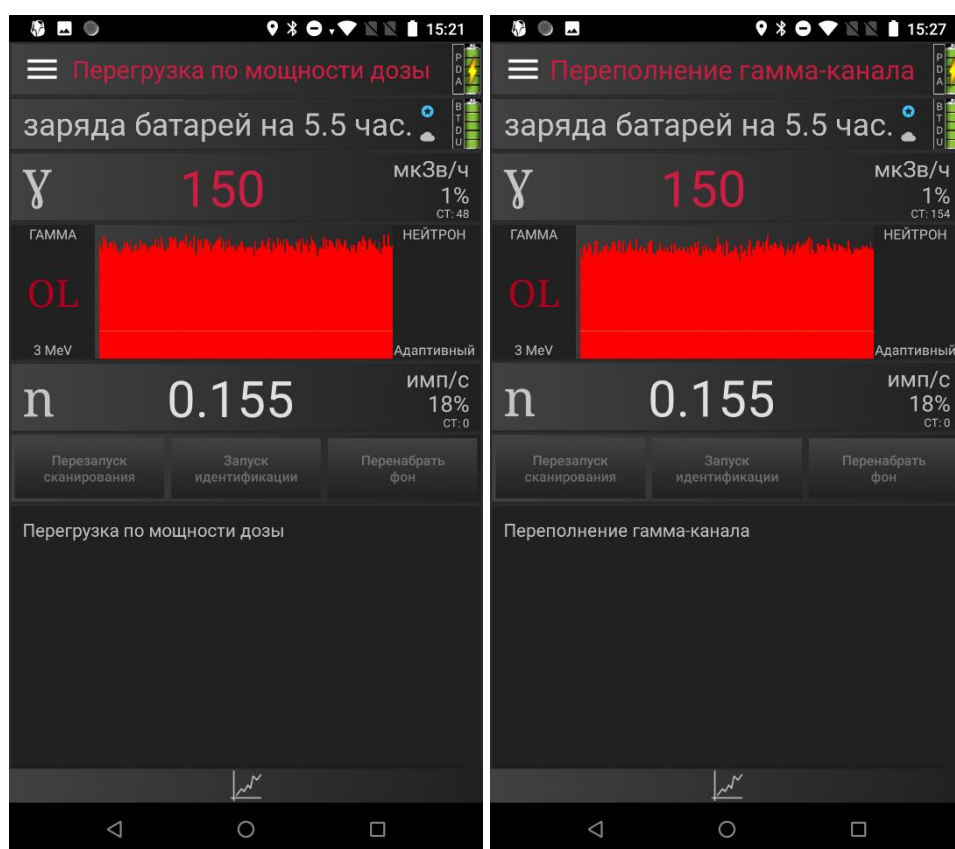 15:21
Перегрузка по мощности дозы
PDA
заряда батарей на 5.5 час.
BTDU
γ 150 мкЗв/ч
1%
СТ: 48
ГАММА
НЕЙТРОН
OL
3 MeV
Адаптивный
n 0.155 имп/с
18%
СТ: 0
Перезапуск сканирования
Запуск идентификации
Перенабрать фон
Перегрузка по мощности дозы
15:27
Переполнение гамма-канала
PDA
заряда батарей на 5.5 час.
BTDU
γ 150 мкЗв/ч
1%
СТ: 154
ГАММА
НЕЙТРОН
OL
3 MeV
Адаптивный
n 0.155 имп/с
18%
СТ: 0
Перезапуск сканирования
Запуск идентификации
Перенабрать фон
Переполнение гамма-канала